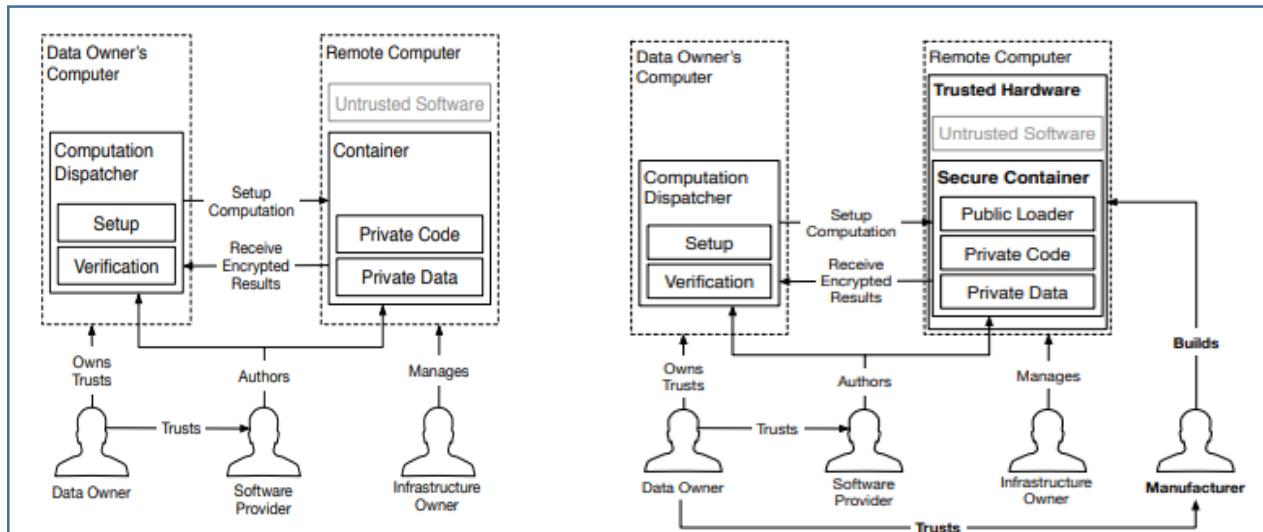 Data Owner's
Computer
Remote Computer
Untrusted Software
Computation
Dispatcher
Container
Setup
Computation
Setup
Verification
Receive
Encrypted
Results
Private Code
Private Data
Owns
Trusts
Authors
Manages
Trusts
Data Owner
Software
Provider
Infrastructure
Owner
Data Owner's
Computer
Remote Computer
Trusted Hardware
Untrusted Software
Computation
Dispatcher
Secure Container
Setup
Computation
Public Loader
Setup
Verification
Receive
Encrypted
Results
Private Code
Private Data
Owns
Trusts
Authors
Manages
Builds
Trusts
Data Owner
Software
Provider
Infrastructure
Owner
Manufacturer
Trusts